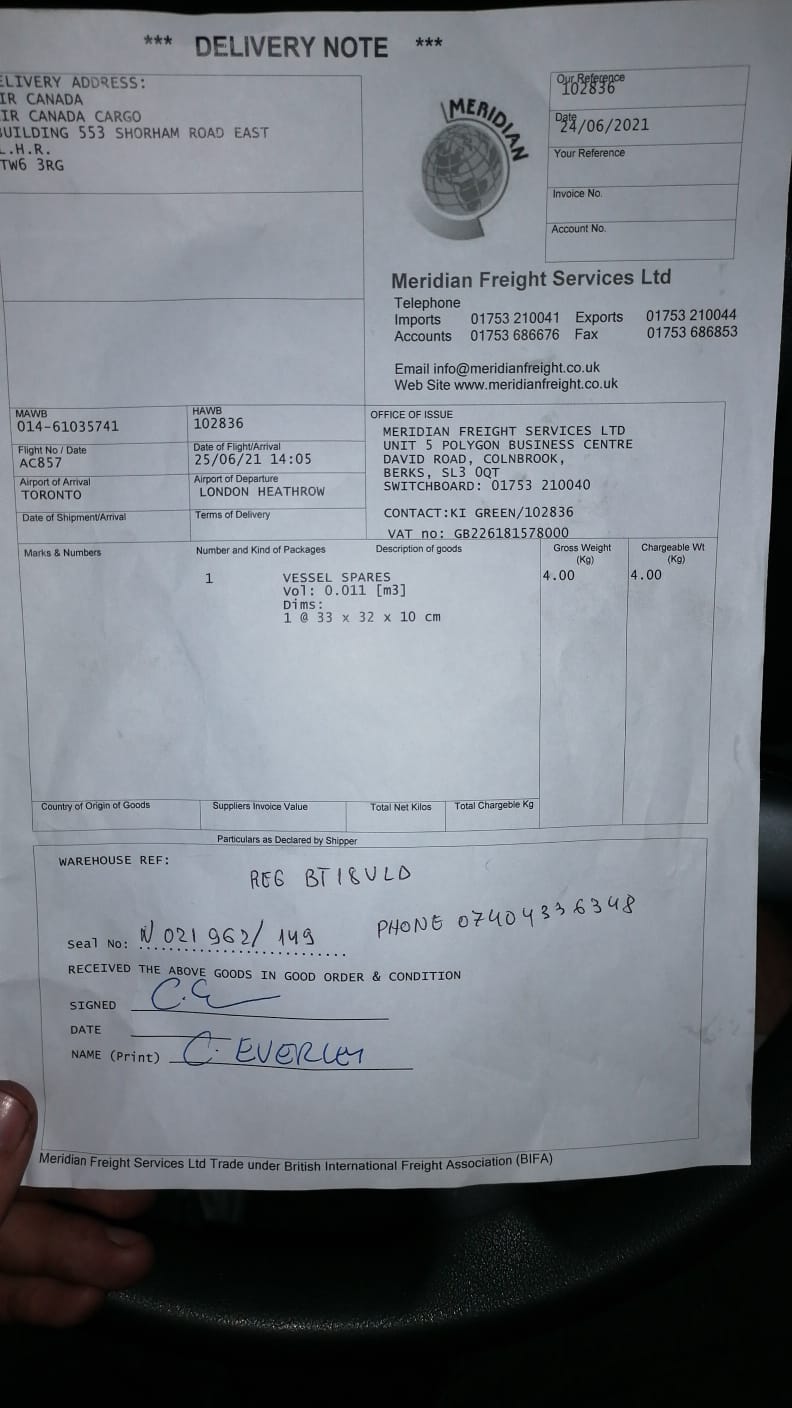 *** DELIVERY NOTE ***
ELIVERY ADDRESS:
IR CANADA
IR CANADA CARGO
UILDING 553 SHORHAM ROAD EAST
L.H.R.
TW6 3RG
MERIDIAN
Our Reference
102836
Date
24/06/2021
Your Reference
Invoice No.
Account No.
Meridian Freight Services Ltd
Telephone
Imports 01753 210041 Exports 01753 210044
Accounts 01753 686676 Fax 01753 686853
Email info@meridianfreight.co.uk
Web Site www.meridianfreight.co.uk
MAWB
014-61035741
HAWB
102836
Flight No / Date
AC857
Date of Flight/Arrival
25/06/21 14:05
Airport of Arrival
TORONTO
Airport of Departure
LONDON HEATHROW
Date of Shipment/Arrival
Terms of Delivery
OFFICE OF ISSUE
MERIDIAN FREIGHT SERVICES LTD
UNIT 5 POLYGON BUSINESS CENTRE
DAVID ROAD, COLNBROOK,
BERKS, SL3 0QT
SWITCHBOARD: 01753 210040
CONTACT:KI GREEN/102836
VAT no: GB226181578000
Marks & Numbers
Number and Kind of Packages
Description of goods
Gross Weight
(Kg)
Chargeable Wt
(Kg)
1 VESSEL SPARES 4.00 4.00
Vol: 0.011 [m3]
Dims:
1 @ 33 x 32 x 10 cm
Country of Origin of Goods
Suppliers Invoice Value
Total Net Kilos
Total Chargeble Kg
Particulars as Declared by Shipper
WAREHOUSE REF:
REG BT18VLD
Seal No: N 021 962/ 149
PHONE 07404336348
RECEIVED THE ABOVE GOODS IN GOOD ORDER & CONDITION
SIGNED
DATE
NAME (Print) C. EVERLEY
Meridian Freight Services Ltd Trade under British International Freight Association (BIFA)